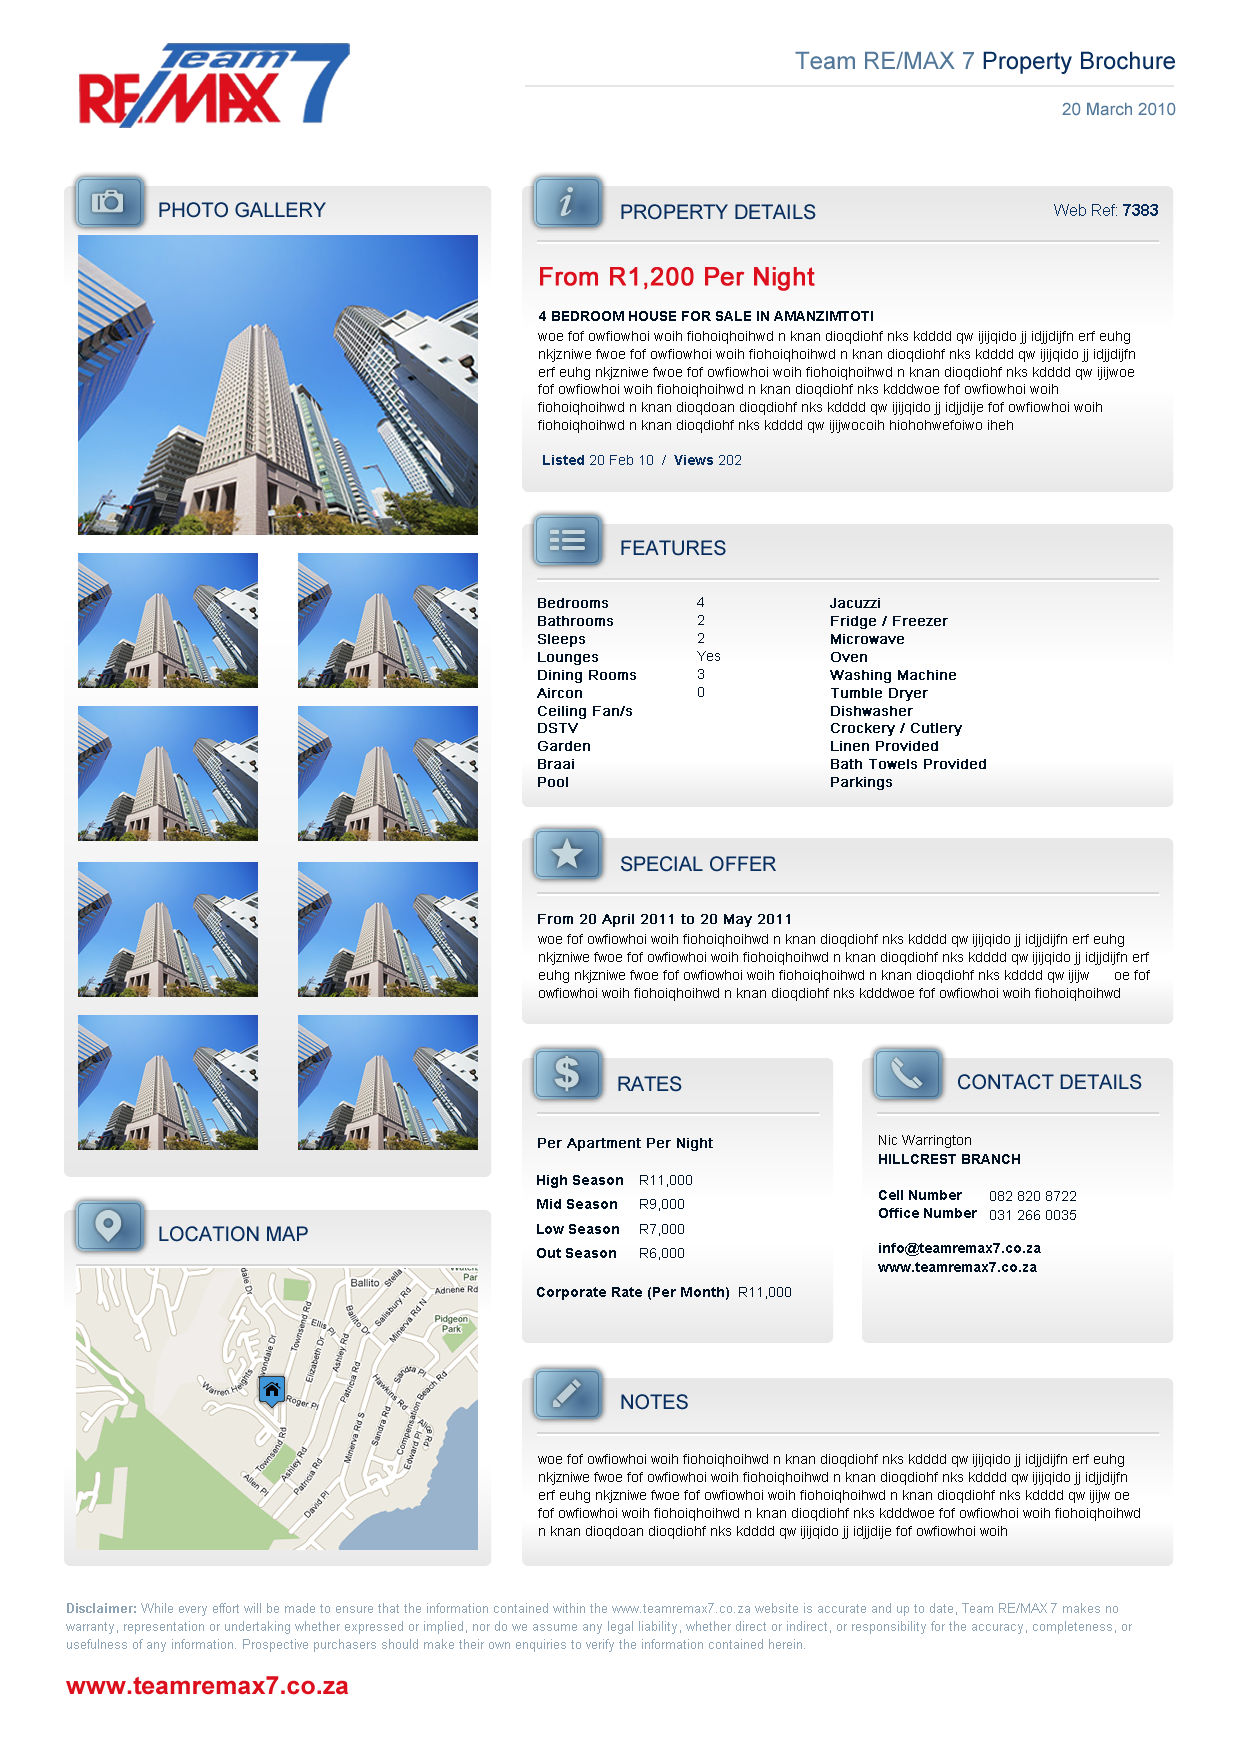 Team
RE/MAX 7
Team RE/MAX 7 Property Brochure
20 March 2010
PHOTO GALLERY
PROPERTY DETAILS
Web Ref: 7383
From R1,200 Per Night
4 BEDROOM HOUSE FOR SALE IN AMANZIMTOTI
woe fof owfiowhoi woih fiohoiqhoihwd n knan dioqdiohf nks kdddd qw ijijqido jj idjjdijfn erf euhg
nkjzniwe fwoe fof owfiowhoi woih fiohoiqhoihwd n knan dioqdiohf nks kdddd qw ijijqido jj idjjdijfn
erf euhg nkjzniwe fwoe fof owfiowhoi woih fiohoiqhoihwd n knan dioqdiohf nks kdddd qw ijijwoe
fof owfiowhoi woih fiohoiqhoihwd n knan dioqdiohf nks kdddwoe fof owfiowhoi woih
fiohoiqhoihwd n knan dioqdoan dioqdiohf nks kdddd qw ijijqido jj idjjdije fof owfiowhoi woih
fiohoiqhoihwd n knan dioqdiohf nks kdddd qw ijijwocoih hiohohwefoiwo iheh
Listed 20 Feb 10 / Views 202
FEATURES
Bedrooms 4
Bathrooms 2
Sleeps 2
Lounges Yes
Dining Rooms 3
Aircon 0
Ceiling Fan/s
DSTV
Garden
Braai
Pool
Jacuzzi
Fridge / Freezer
Microwave
Oven
Washing Machine
Tumble Dryer
Dishwasher
Crockery / Cutlery
Linen Provided
Bath Towels Provided
Parkings
SPECIAL OFFER
From 20 April 2011 to 20 May 2011
woe fof owfiowhoi woih fiohoiqhoihwd n knan dioqdiohf nks kdddd qw ijijqido jj idjjdijfn erf euhg
nkjzniwe fwoe fof owfiowhoi woih fiohoiqhoihwd n knan dioqdiohf nks kdddd qw ijijqido jj idjjdijfn erf
euhg nkjzniwe fwoe fof owfiowhoi woih fiohoiqhoihwd n knan dioqdiohf nks kdddd qw ijijw oe fof
owfiowhoi woih fiohoiqhoihwd n knan dioqdiohf nks kdddwoe fof owfiowhoi woih fiohoiqhoihwd
RATES
Per Apartment Per Night
High Season R11,000
Mid Season R9,000
Low Season R7,000
Out Season R6,000
Corporate Rate (Per Month) R11,000
CONTACT DETAILS
Nic Warrington
HILLCREST BRANCH
Cell Number 082 820 8722
Office Number 031 266 0035
info@teamremax7.co.za
www.teamremax7.co.za
LOCATION MAP
Ballito
Stella
Par
Adnene Rd
Salisbury Rd
Minerva Rd N
Pidgeon
Park
dale Dr
Townsend Rd
Ellis Pl
Ballito Dr
Ashley Rd
Elizabeth Dr
vondale Dr
Warren Heights
Roger Pl
Patricia Rd
Hawkins Rd
Sandra Pl
Compensation Beach Rd
Alice Rd
Edward Pl
Sandra Rd
Minerva Rd S
Townsend Rd
Allen Pl
Ashley Rd
Patricia Rd
David Pl
NOTES
woe fof owfiowhoi woih fiohoiqhoihwd n knan dioqdiohf nks kdddd qw ijijqido jj idjjdijfn erf euhg
nkjzniwe fwoe fof owfiowhoi woih fiohoiqhoihwd n knan dioqdiohf nks kdddd qw ijijqido jj idjjdijfn
erf euhg nkjzniwe fwoe fof owfiowhoi woih fiohoiqhoihwd n knan dioqdiohf nks kdddd qw ijijw oe
fof owfiowhoi woih fiohoiqhoihwd n knan dioqdiohf nks kdddwoe fof owfiowhoi woih fiohoiqhoihwd
n knan dioqdoan dioqdiohf nks kdddd qw ijijqido jj idjjdije fof owfiowhoi woih
Disclaimer: While every effort will be made to ensure that the information contained within the www.teamremax7.co.za website is accurate and up to date, Team RE/MAX 7 makes no
warranty, representation or undertaking whether expressed or implied, nor do we assume any legal liability, whether direct or indirect, or responsibility for the accuracy, completeness, or
usefulness of any information. Prospective purchasers should make their own enquiries to verify the information contained herein.
www.teamremax7.co.za